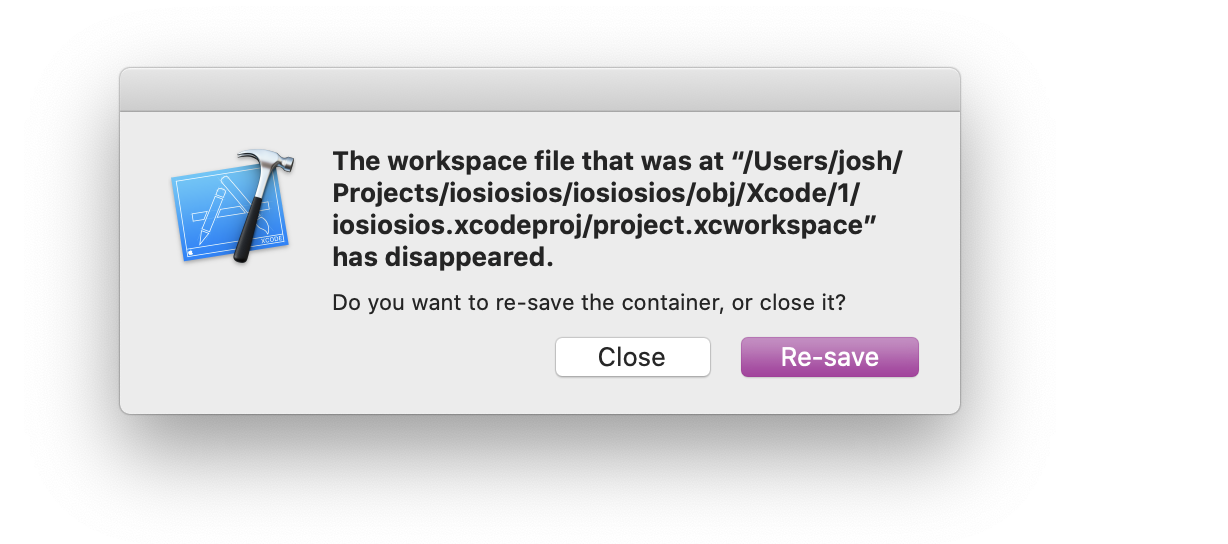 The workspace file that was at “/Users/josh/
Projects/iosiosios/iosiosios/obj/Xcode/1/
iosiosios.xcodeproj/project.xcworkspace”
has disappeared.
Do you want to re-save the container, or close it?
Close
Re-save
XCODE